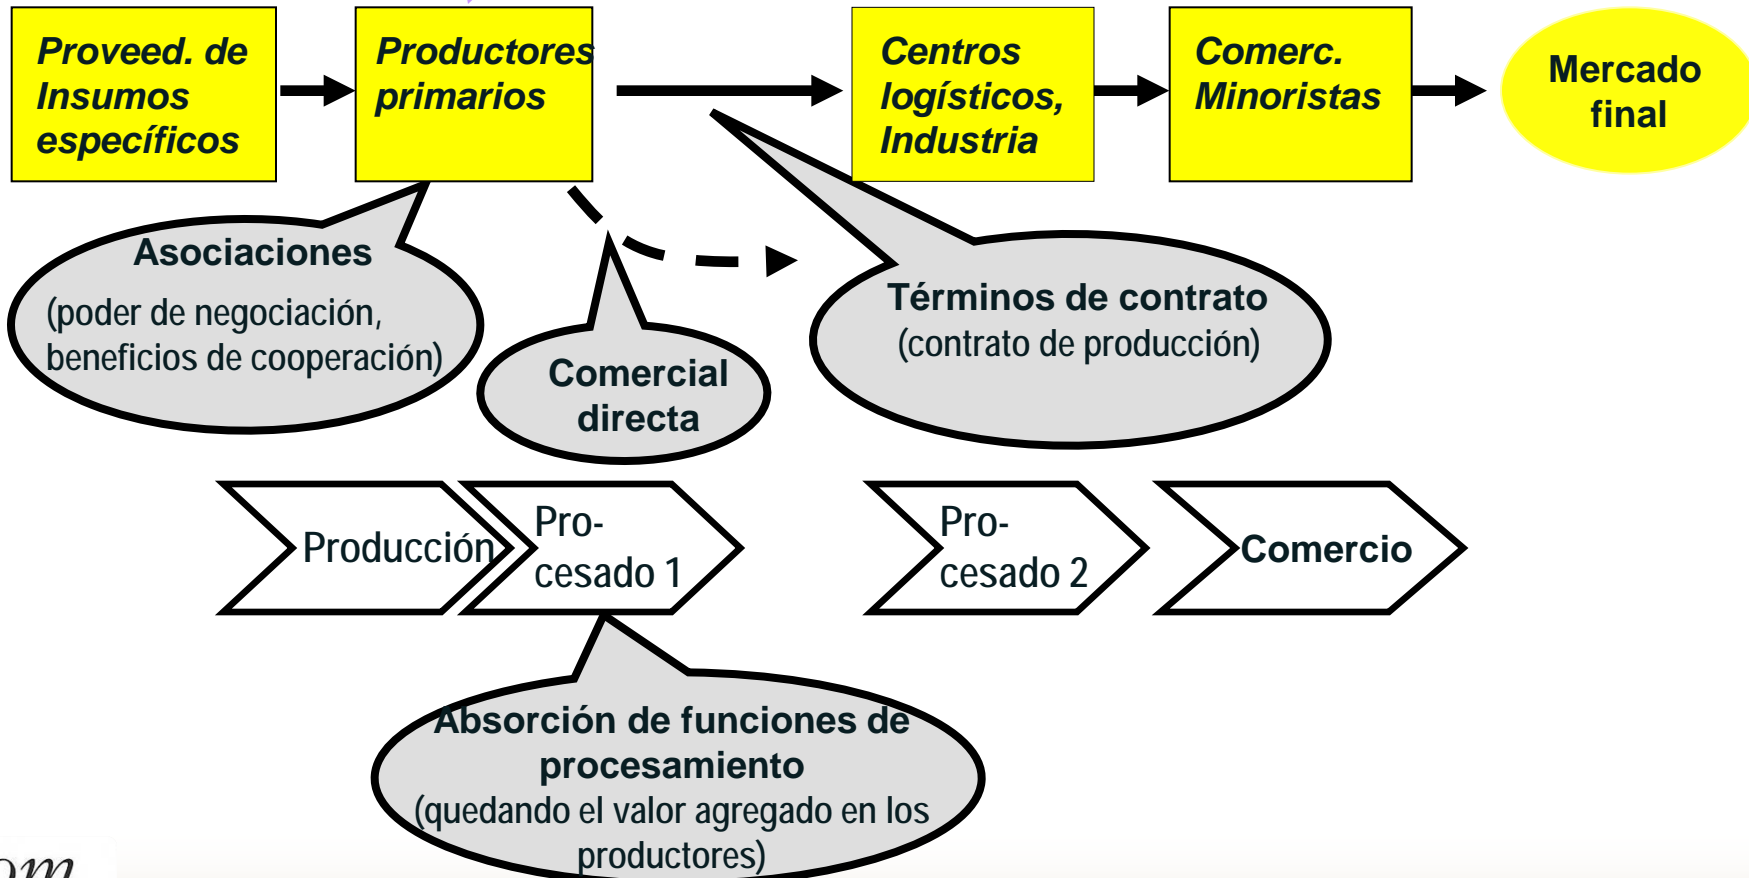 Proveed. de
Insumos
específicos
Productores
primarios
Centros
logísticos,
Industria
Comerc.
Minoristas
Mercado
final
Asociaciones
(poder de negociación,
beneficios de cooperación)
Comercial
directa
Términos de contrato
(contrato de producción)
Producción
Pro-
cesado 1
Pro-
cesado 2
Comercio
Absorción de funciones de
procesamiento
(quedando el valor agregado en los
productores)